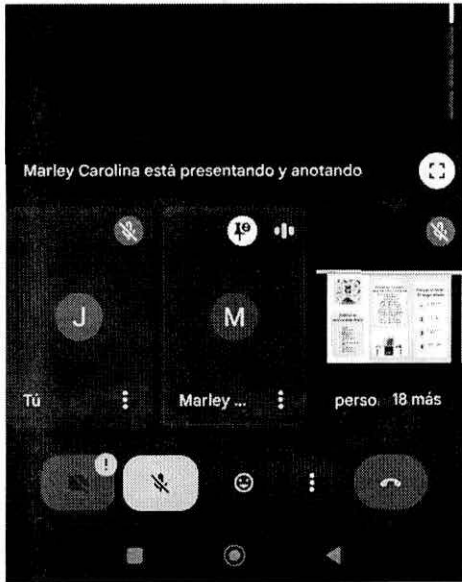 Marley Carolina está presentando y anotando
J
M
Tú
Marley ...
perso.
18 más